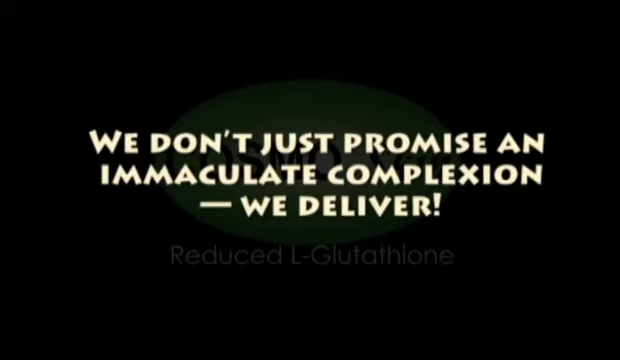 WE DON'T JUST PROMISE AN
IMMACULATE COMPLEXION
— WE DELIVER!
Reduced L-Glutathione